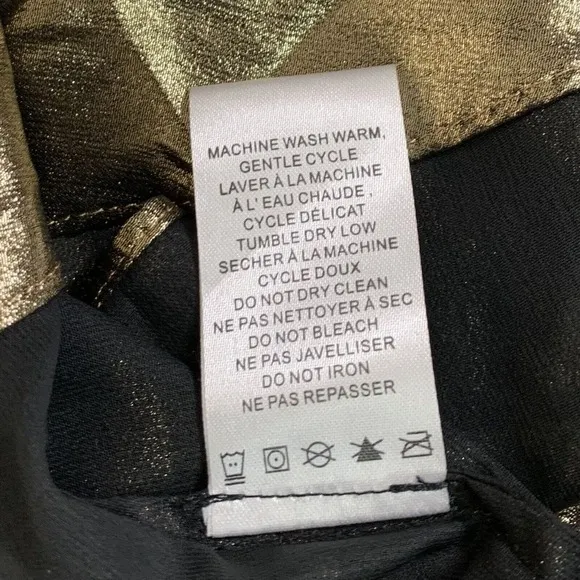 MACHINE WASH WARM,
GENTLE CYCLE
LAVER À LA MACHINE
À L' EAU CHAUDE ,
CYCLE DÉLICAT
TUMBLE DRY LOW
SECHER À LA MACHINE
CYCLE DOUX
DO NOT DRY CLEAN
NE PAS NETTOYER À SEC
DO NOT BLEACH
NE PAS JAVELLISER
DO NOT IRON
NE PAS REPASSER